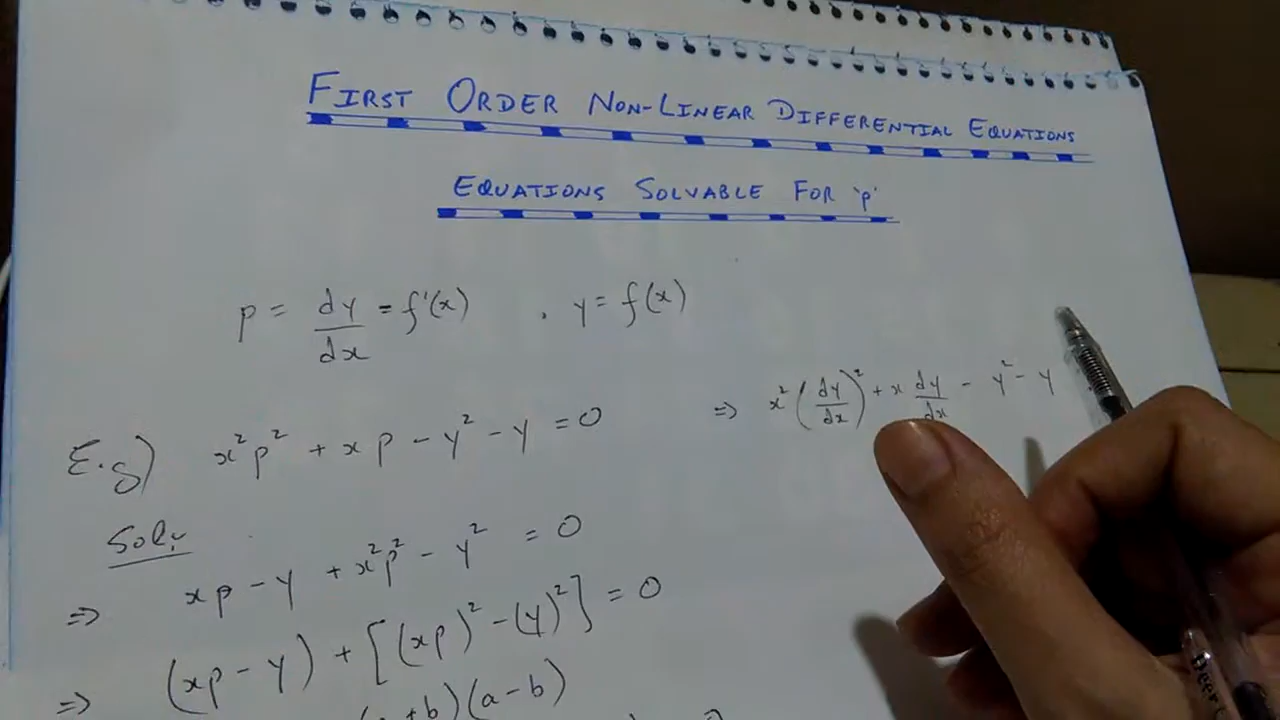 FIRST ORDER NON-LINEAR DIFFERENTIAL EQUATIONS
EQUATIONS SOLVABLE FOR 'p'
p = dy/dx = f'(x) , y = f(x)
E.g) x²p² + xp - y² - y = 0 ⇒ x²(dy/dx)² + x dy/dx - y² - y
Sol:
⇒ xp - y + x²p² - y² = 0
⇒ (xp - y) + [(xp)² - (y)²] = 0
(a+b)(a-b)